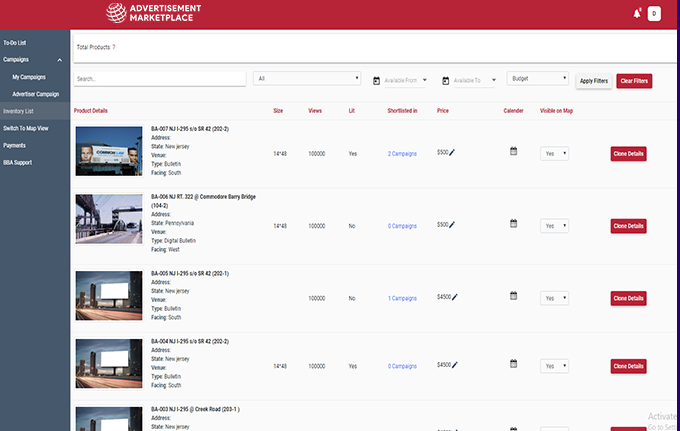 ADVERTISEMENT
MARKETPLACE
D
To-Do List
Campaigns
My Campaigns
Advertiser Campaign
Inventory List
Switch To Map View
Payments
BBA Support
Total Products: 7
Search...
All
Available From
Available To
Budget
Apply Filters
Clear Filters
Product Details Size Views Lit Shortlisted in Price Calender Visible on Map
BA-007 NJ I-295 s/o SR 42 (202-2)
Address:
State: New jersey
Venue:
Type: Bulletin
Facing: South
14*48 100000 Yes 2 Campaigns $500 Yes Clone Details
BA-006 NJ RT. 322 @ Commodore Barry Bridge
(104-2)
Address:
State: Pennsylvania
Venue:
Type: Digital Bulletin
Facing: West
14*48 100000 No 0 Campaigns $500 Yes Clone Details
BA-005 NJ I-295 s/o SR 42 (202-1)
Address:
State: New jersey
Venue:
Type: Bulletin
Facing: South
100000 No 1 Campaigns $4500 Yes Clone Details
BA-004 NJ I-295 s/o SR 42 (202-2)
Address:
State: New jersey
Venue:
Type: Bulletin
Facing: South
14*48 100000 Yes 0 Campaigns $4500 Yes Clone Details
BA-003 NJ I-295 @ Creek Road (203-1 )
Address:
State: New jersey
Activate
Go to Sett